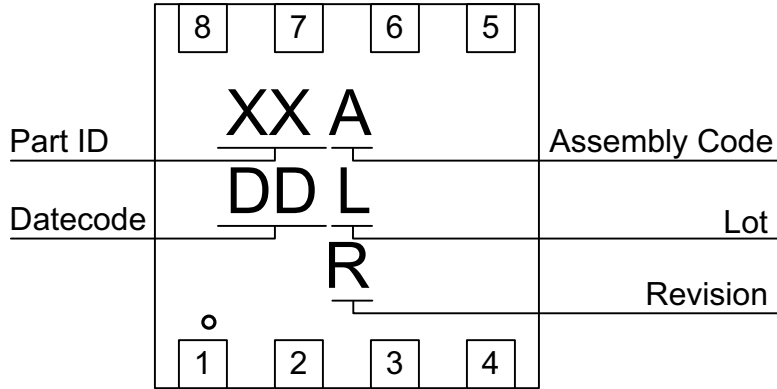 8 7 6 5
XX A
Part ID
Assembly Code
DD L
Datecode
Lot
R
Revision
1 2 3 4